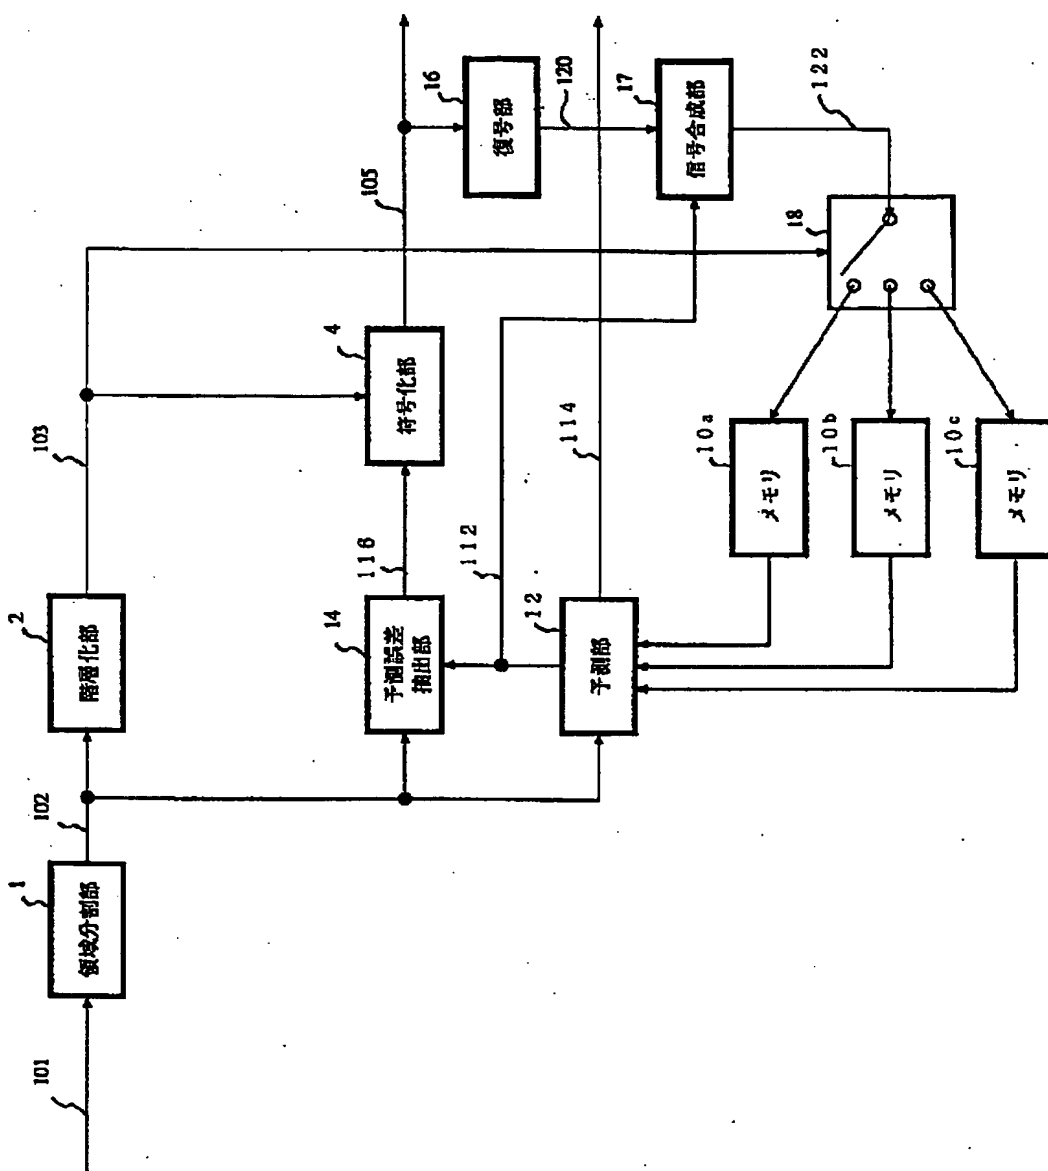 101
1
領域分割部
102
2
階層化部
103
14
予測誤差
抽出部
116
4
符号化部
105
16
復号部
120
112
12
予測部
114
17
信号合成部
122
18
10a
メモリ
10b
メモリ
10c
メモリ